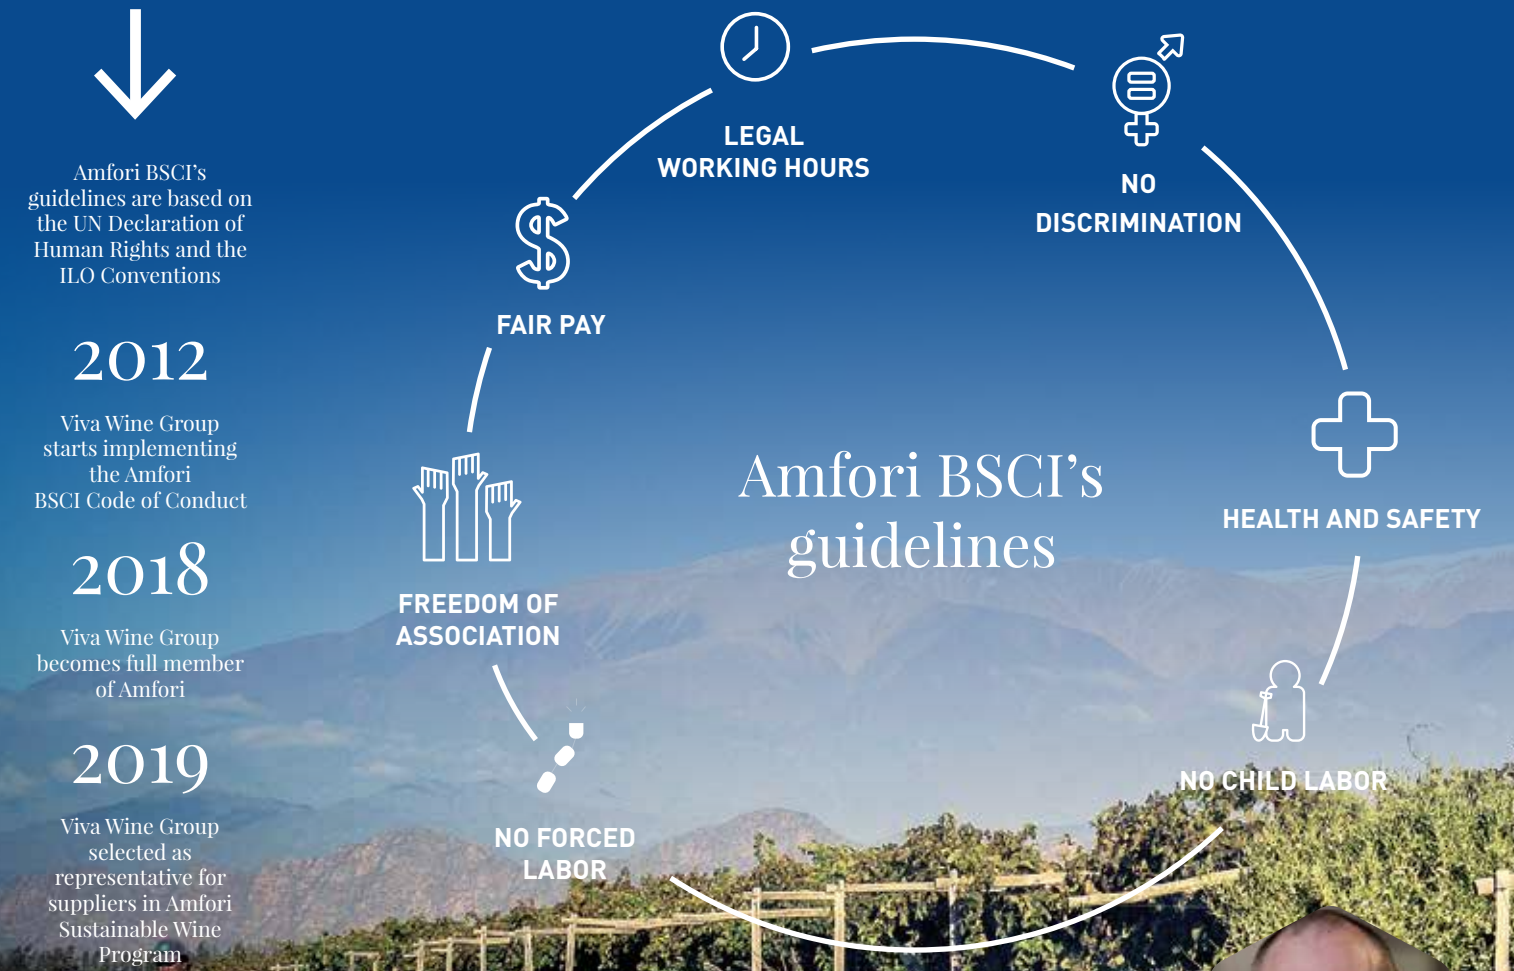 Amfori BSCI's
guidelines are based on
the UN Declaration of
Human Rights and the
ILO Conventions
2012
Viva Wine Group
starts implementing
the Amfori
BSCI Code of Conduct
2018
Viva Wine Group
becomes full member
of Amfori
2019
Viva Wine Group
selected as
representative for
suppliers in Amfori
Sustainable Wine
Program
LEGAL
WORKING HOURS
NO
DISCRIMINATION
FAIR PAY
Amfori BSCI's
guidelines
HEALTH AND SAFETY
FREEDOM OF
ASSOCIATION
NO CHILD LABOR
NO FORCED
LABOR